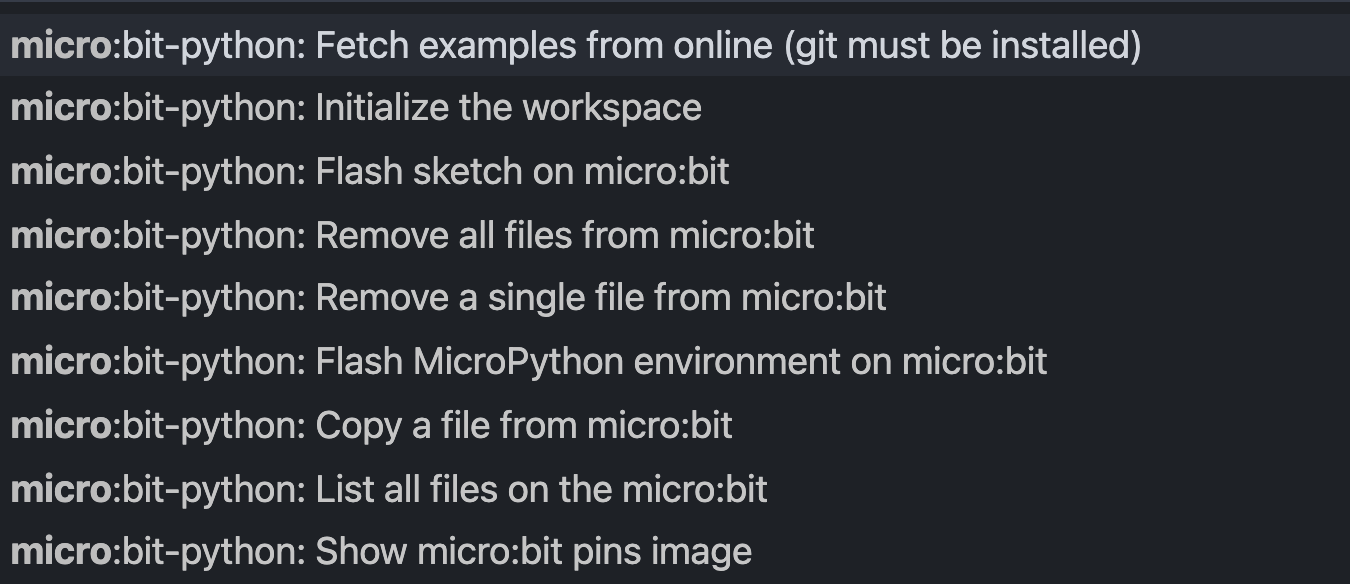 micro:bit-python: Fetch examples from online (git must be installed)
micro:bit-python: Initialize the workspace
micro:bit-python: Flash sketch on micro:bit
micro:bit-python: Remove all files from micro:bit
micro:bit-python: Remove a single file from micro:bit
micro:bit-python: Flash MicroPython environment on micro:bit
micro:bit-python: Copy a file from micro:bit
micro:bit-python: List all files on the micro:bit
micro:bit-python: Show micro:bit pins image